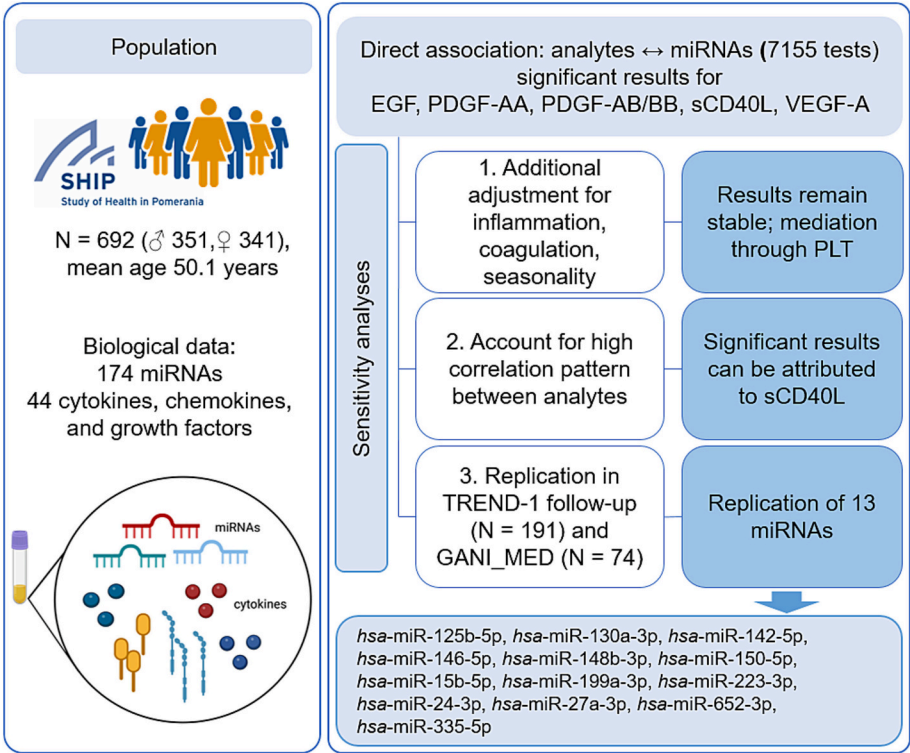 Population
SHIP
Study of Health in Pomerania
N = 692 (♂ 351,♀ 341),
mean age 50.1 years
Biological data:
174 miRNAs
44 cytokines, chemokines,
and growth factors
miRNAs
cytokines
Direct association: analytes ↔ miRNAs (7155 tests)
significant results for
EGF, PDGF-AA, PDGF-AB/BB, sCD40L, VEGF-A
Sensitivity analyses
1. Additional
adjustment for
inflammation,
coagulation,
seasonality
Results remain
stable; mediation
through PLT
2. Account for high
correlation pattern
between analytes
Significant results
can be attributed
to sCD40L
3. Replication in
TREND-1 follow-up
(N = 191) and
GANI_MED (N = 74)
Replication of 13
miRNAs
hsa-miR-125b-5p, hsa-miR-130a-3p, hsa-miR-142-5p,
hsa-miR-146-5p, hsa-miR-148b-3p, hsa-miR-150-5p,
hsa-miR-15b-5p, hsa-miR-199a-3p, hsa-miR-223-3p,
hsa-miR-24-3p, hsa-miR-27a-3p, hsa-miR-652-3p,
hsa-miR-335-5p